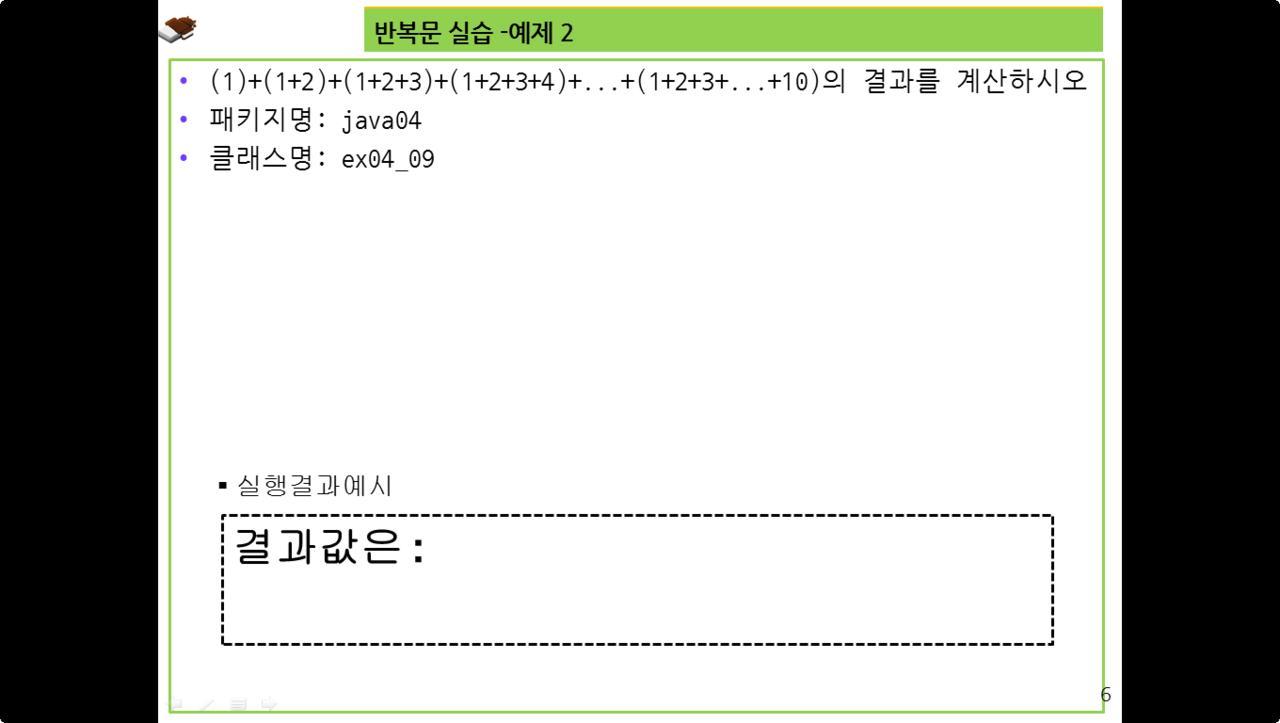 반복문 실습 -예제 2
• (1)+(1+2)+(1+2+3)+(1+2+3+4)+...+(1+2+3+...+10)의 결과를 계산하시오
• 패키지명: java04
• 클래스명: ex04_09
▪ 실행결과예시
결과값은:
6